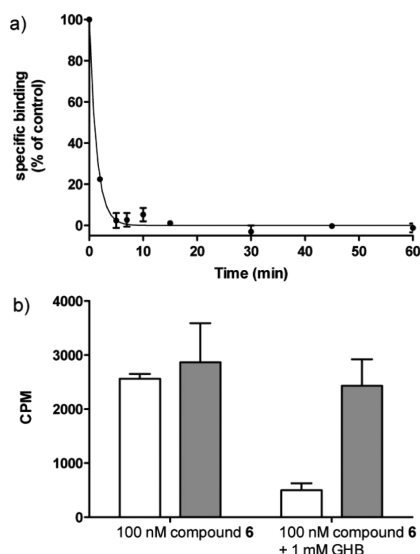 a)
specific binding
(% of control)
100
80
60
40
20
0
0
10
20
30
40
50
60
Time (min)
b)
CPM
4000
3000
2000
1000
0
100 nM compound 6
100 nM compound 6
+ 1 mM GHB